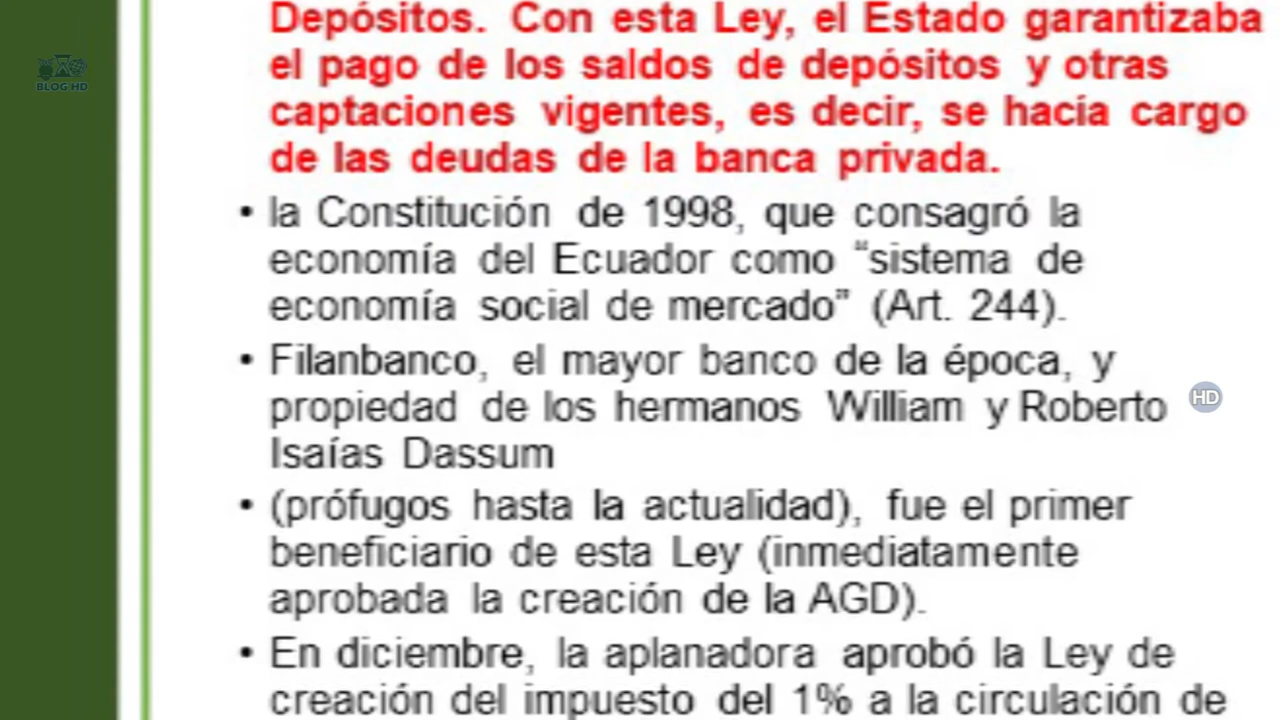 Depósitos. Con esta Ley, el Estado garantizaba
el pago de los saldos de depósitos y otras
captaciones vigentes, es decir, se hacía cargo
de las deudas de la banca privada.
• la Constitución de 1998, que consagró la
economía del Ecuador como “sistema de
economía social de mercado” (Art. 244).
• Filanbanco, el mayor banco de la época, y
propiedad de los hermanos William y Roberto
Isaías Dassum
• (prófugos hasta la actualidad), fue el primer
beneficiario de esta Ley (inmediatamente
aprobada la creación de la AGD).
• En diciembre, la aplanadora aprobó la Ley de
creación del impuesto del 1% a la circulación de
BLOG HD
HD